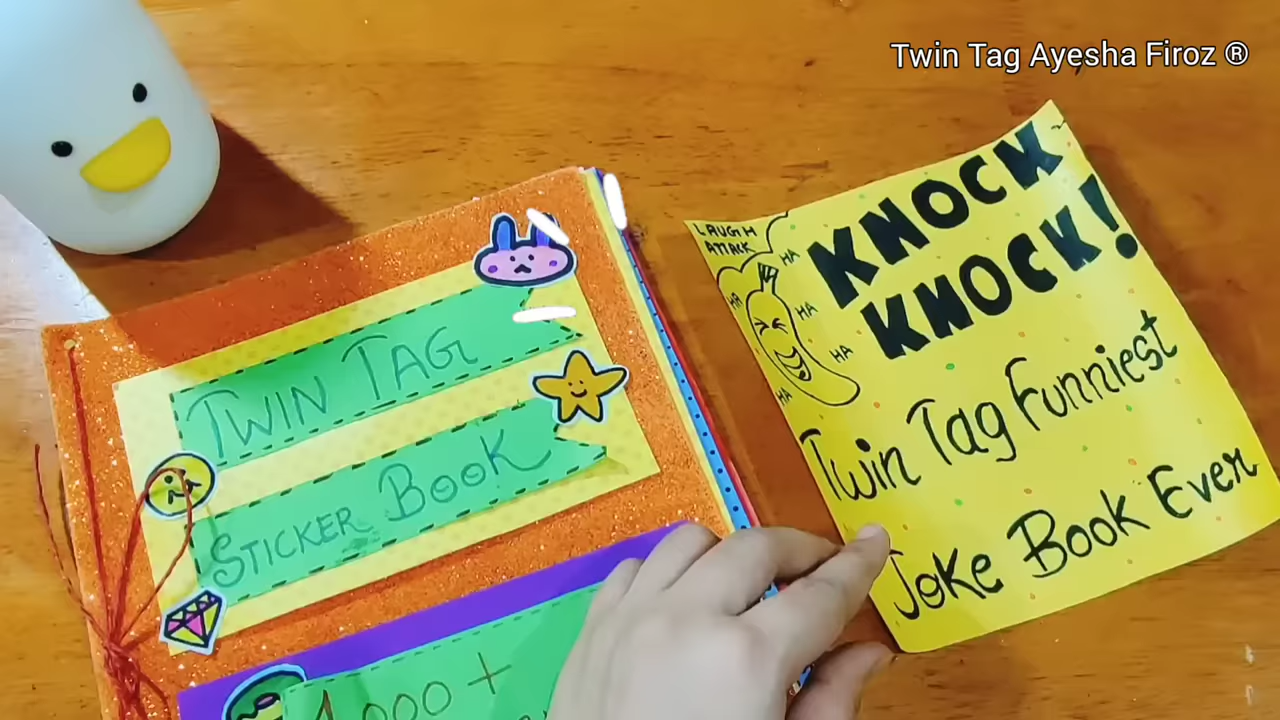 Twin Tag Ayesha Firoz ®
TWIN TAG
STICKER BOOK
1000 +
LAUGH
ATTACK
HA
HA
HA
HA
HA
KNOCK
KNOCK!
Twin Tag Funniest
Joke Book Ever